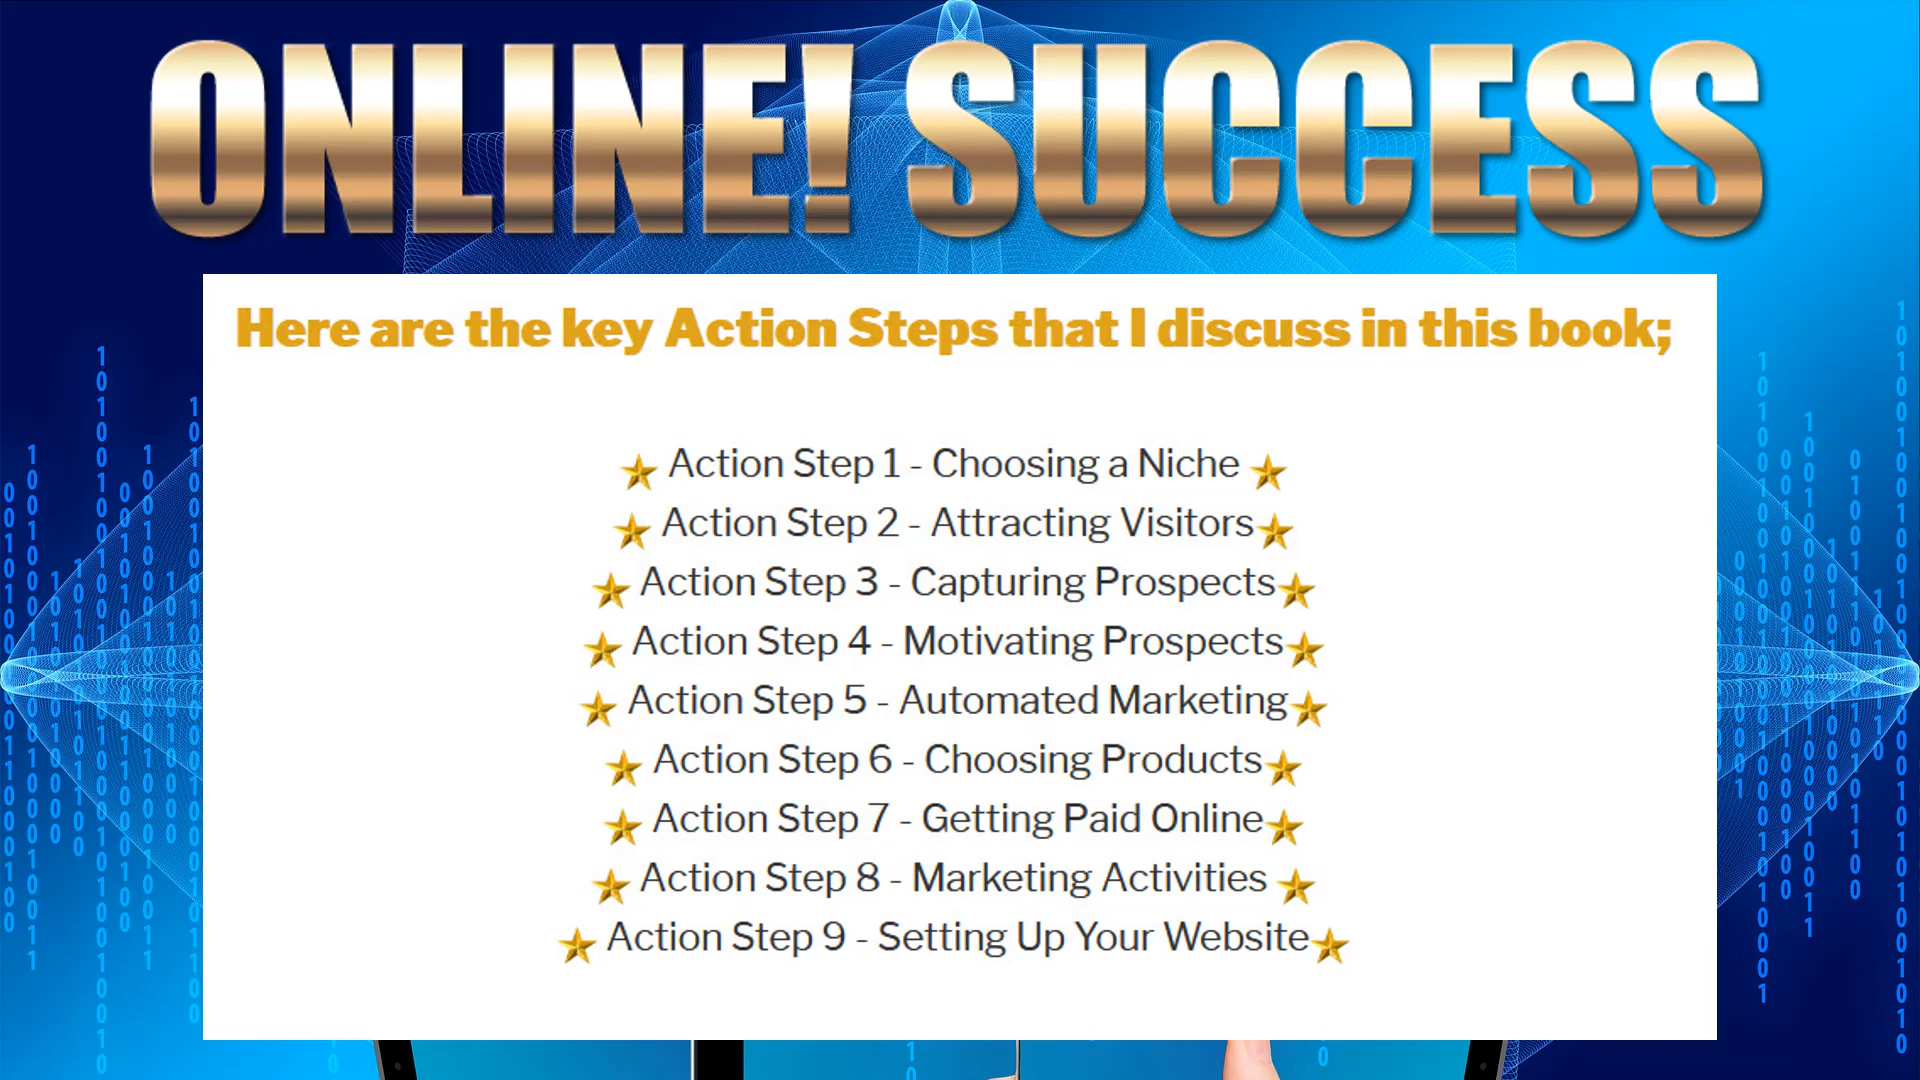 ONLINE! SUCCESS
Here are the key Action Steps that I discuss in this book;
Action Step 1 - Choosing a Niche
Action Step 2 - Attracting Visitors
Action Step 3 - Capturing Prospects
Action Step 4 - Motivating Prospects
Action Step 5 - Automated Marketing
Action Step 6 - Choosing Products
Action Step 7 - Getting Paid Online
Action Step 8 - Marketing Activities
Action Step 9 - Setting Up Your Website